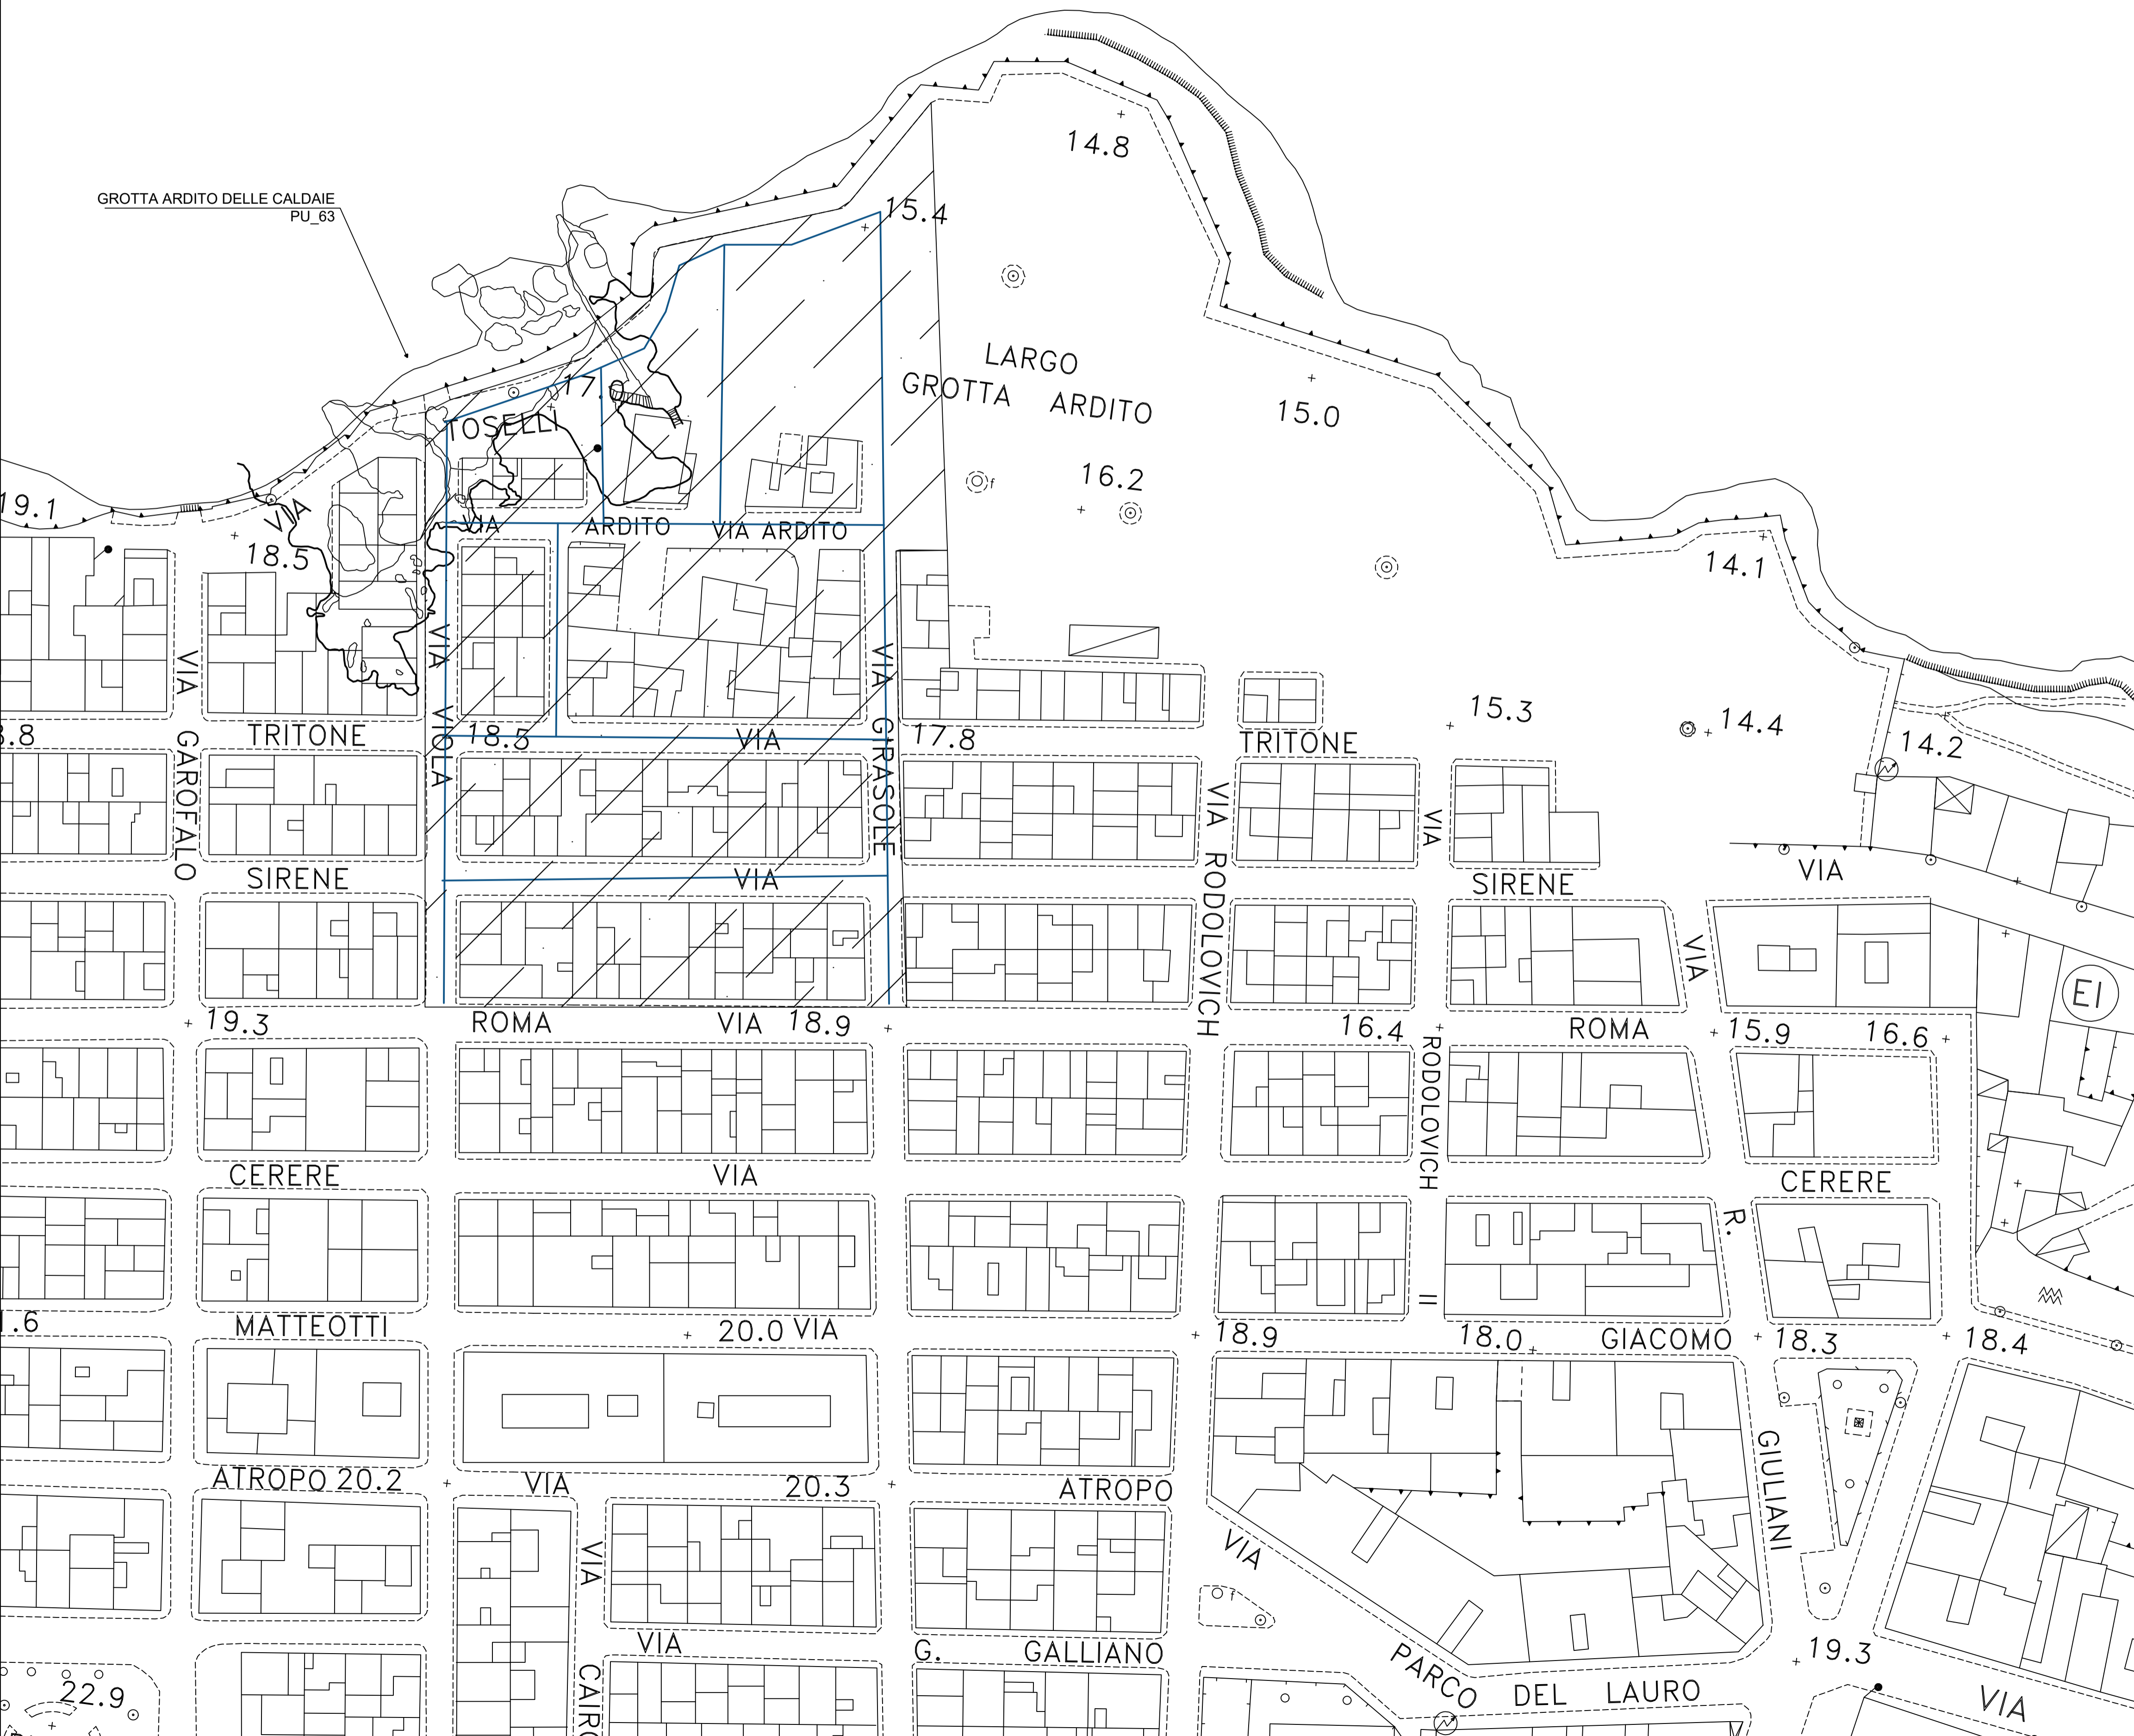 14.8
GROTTA ARDITO DELLE CALDAIE
PU_63
15.4
LARGO
GROTTA ARDITO
17.9
15.0
TOSELLI
16.2
f
19.1
VIA
VIA
ARDITO
VIA ARDITO
18.5
14.1
VIA
GAROFALO
VIA
VIOLA
VIA
GIRASOLE
15.3
14.4
14.2
TRITONE
18.5
VIA
17.8
TRITONE
VIA
RODOLOVICH
VIA
RODOLOVICH
II
SIRENE
VIA
SIRENE
VIA
VIA
R.
GIULIANI
EI
19.3
ROMA
VIA
18.9
16.4
ROMA
15.9
16.6
CERERE
VIA
CERERE
MATTEOTTI
20.0
VIA
18.9
18.0
GIACOMO
18.3
18.4
ATROPO
20.2
VIA
20.3
ATROPO
VIA
CAIRO
VIA
PARCO
DEL LAURO
f
VIA
G.
GALLIANO
19.3
22.9
VIA